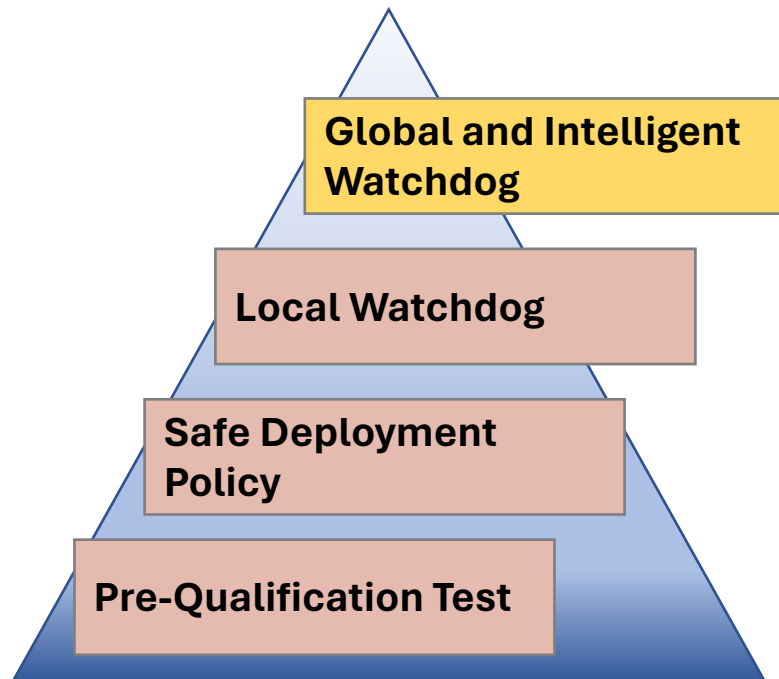 Global and Intelligent
Watchdog
Local Watchdog
Safe Deployment
Policy
Pre-Qualification Test